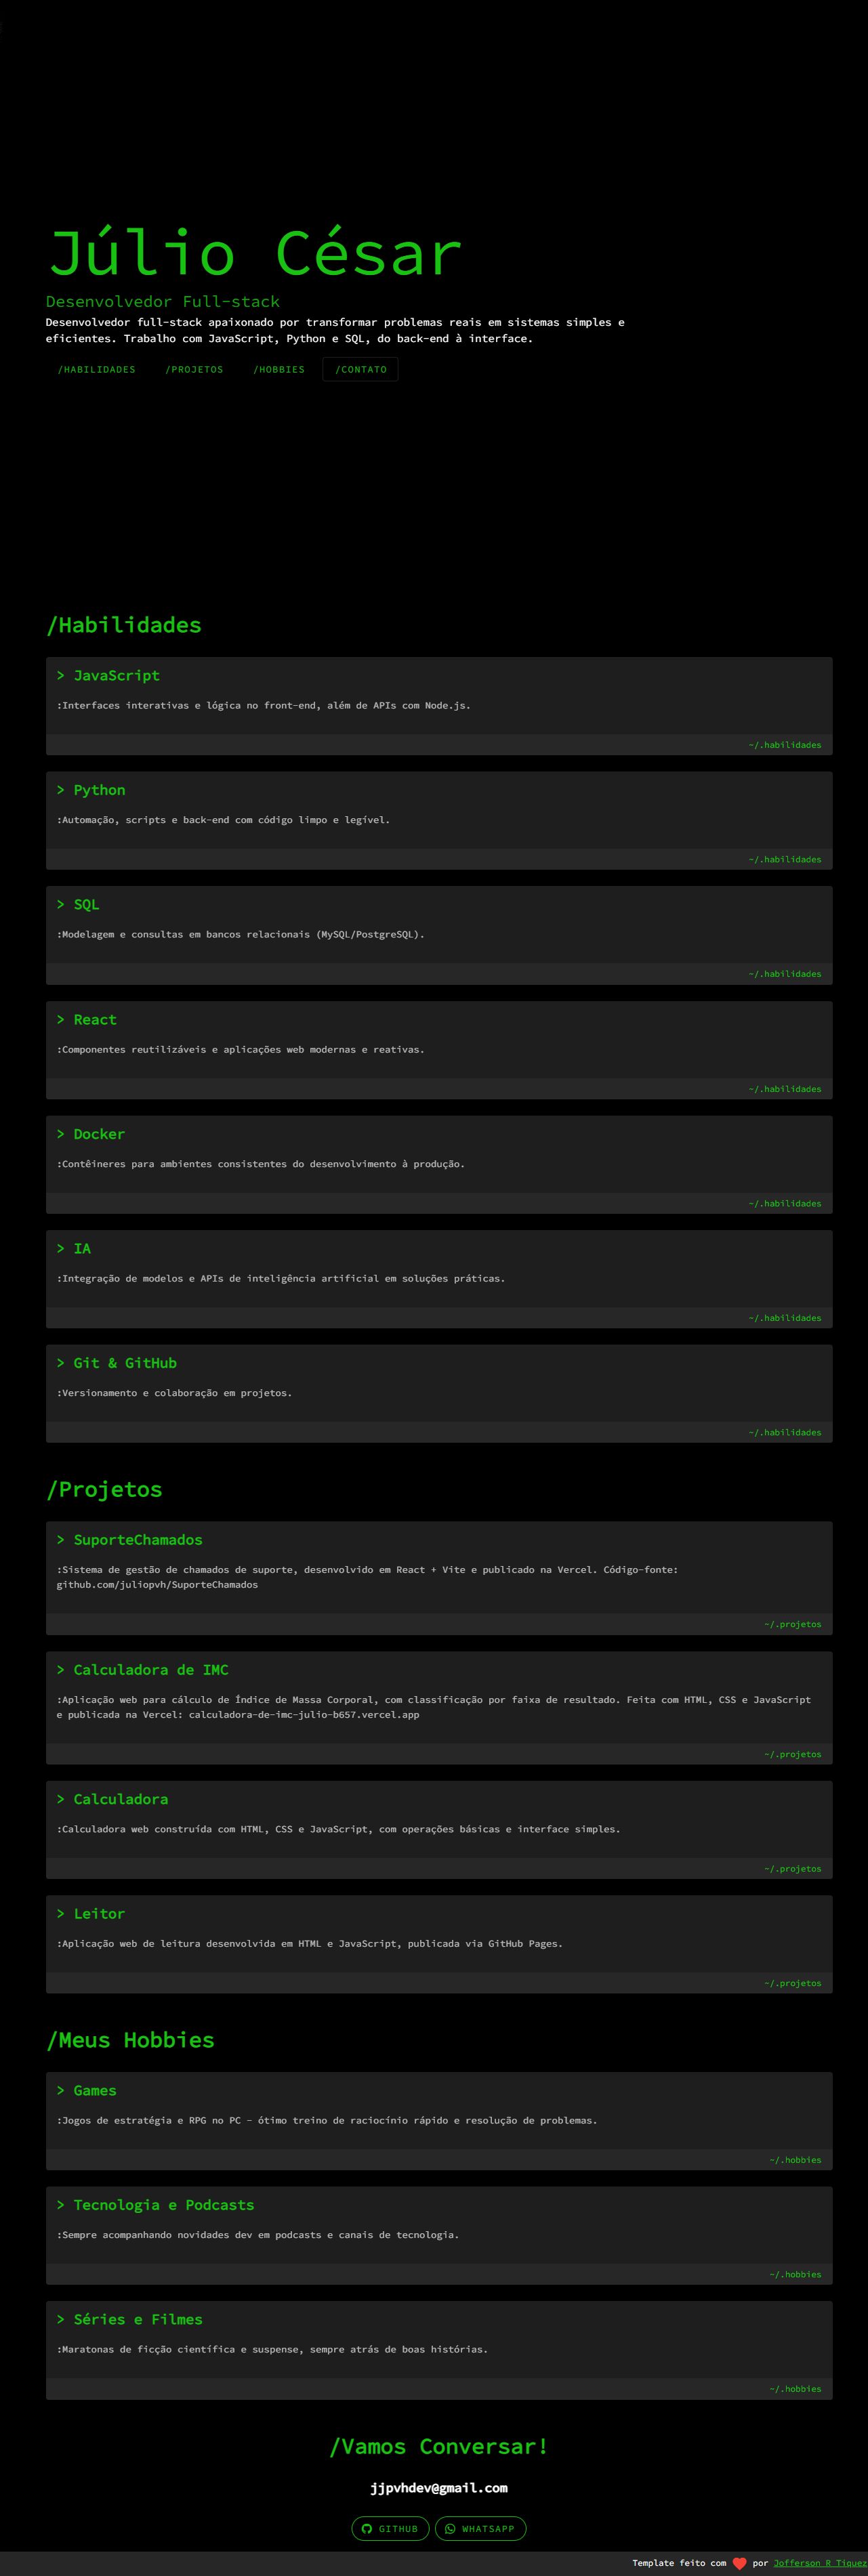 Júlio César
Desenvolvedor Full-stack
Desenvolvedor full-stack apaixonado por transformar problemas reais em sistemas simples e
eficientes. Trabalho com JavaScript, Python e SQL, do back-end à interface.
/HABILIDADES /PROJETOS /HOBBIES /CONTATO
/Habilidades
> JavaScript
:Interfaces interativas e lógica no front-end, além de APIs com Node.js.
~/.habilidades
> Python
:Automação, scripts e back-end com código limpo e legível.
~/.habilidades
> SQL
:Modelagem e consultas em bancos relacionais (MySQL/PostgreSQL).
~/.habilidades
> React
:Componentes reutilizáveis e aplicações web modernas e reativas.
~/.habilidades
> Docker
:Contêineres para ambientes consistentes do desenvolvimento à produção.
~/.habilidades
> IA
:Integração de modelos e APIs de inteligência artificial em soluções práticas.
~/.habilidades
> Git & GitHub
:Versionamento e colaboração em projetos.
~/.habilidades
/Projetos
> SuporteChamados
:Sistema de gestão de chamados de suporte, desenvolvido em React + Vite e publicado na Vercel. Código-fonte:
github.com/juliopvh/SuporteChamados
~/.projetos
> Calculadora de IMC
:Aplicação web para cálculo de Índice de Massa Corporal, com classificação por faixa de resultado. Feita com HTML, CSS e JavaScript
e publicada na Vercel: calculadora-de-imc-julio-b657.vercel.app
~/.projetos
> Calculadora
:Calculadora web construída com HTML, CSS e JavaScript, com operações básicas e interface simples.
~/.projetos
> Leitor
:Aplicação web de leitura desenvolvida em HTML e JavaScript, publicada via GitHub Pages.
~/.projetos
/Meus Hobbies
> Games
:Jogos de estratégia e RPG no PC - ótimo treino de raciocínio rápido e resolução de problemas.
~/.hobbies
> Tecnologia e Podcasts
:Sempre acompanhando novidades dev em podcasts e canais de tecnologia.
~/.hobbies
> Séries e Filmes
:Maratonas de ficção científica e suspense, sempre atrás de boas histórias.
~/.hobbies
/Vamos Conversar!
jjpvhdev@gmail.com
GITHUB WHATSAPP
Template feito com ❤ por Jofferson R Tiquez